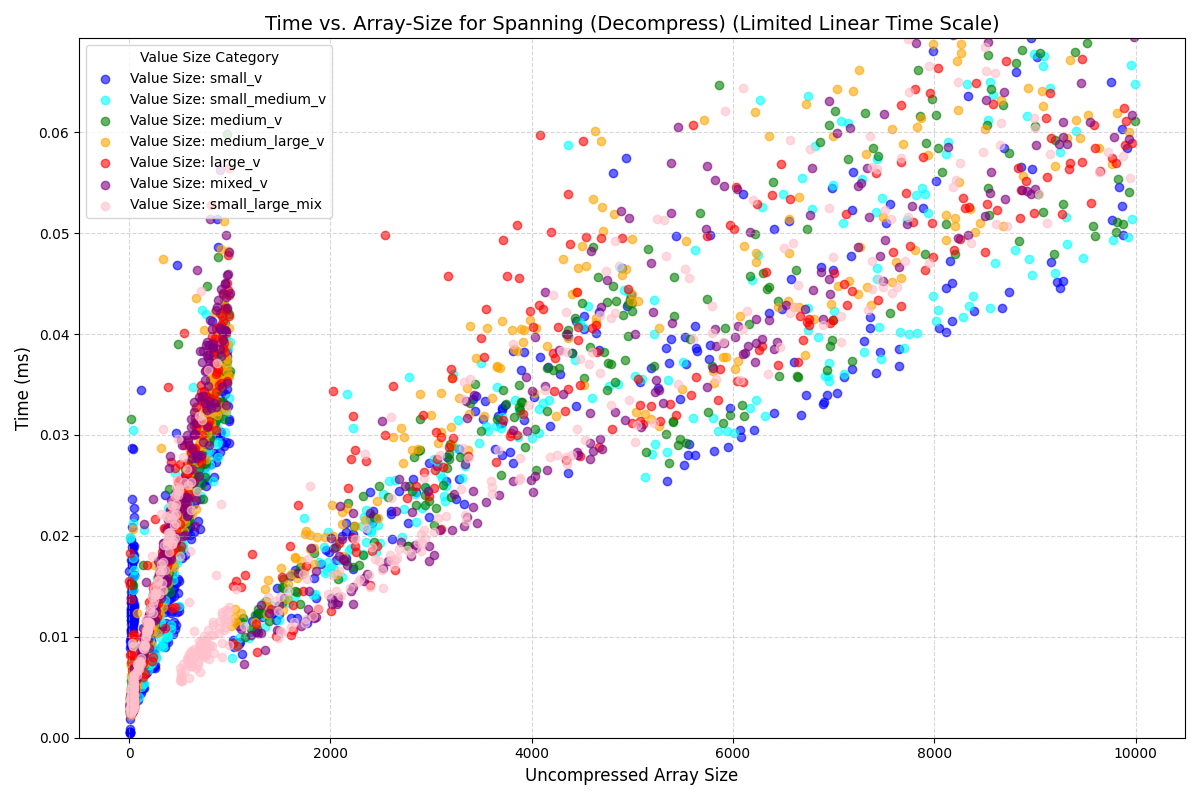 Time vs. Array-Size for Spanning (Decompress) (Limited Linear Time Scale)
Value Size Category
Value Size: small_v
Value Size: small_medium_v
Value Size: medium_v
Value Size: medium_large_v
Value Size: large_v
Value Size: mixed_v
Value Size: small_large_mix
Time (ms)
0.06
0.05
0.04
0.03
0.02
0.01
0.00
0 2000 4000 6000 8000 10000
Uncompressed Array Size